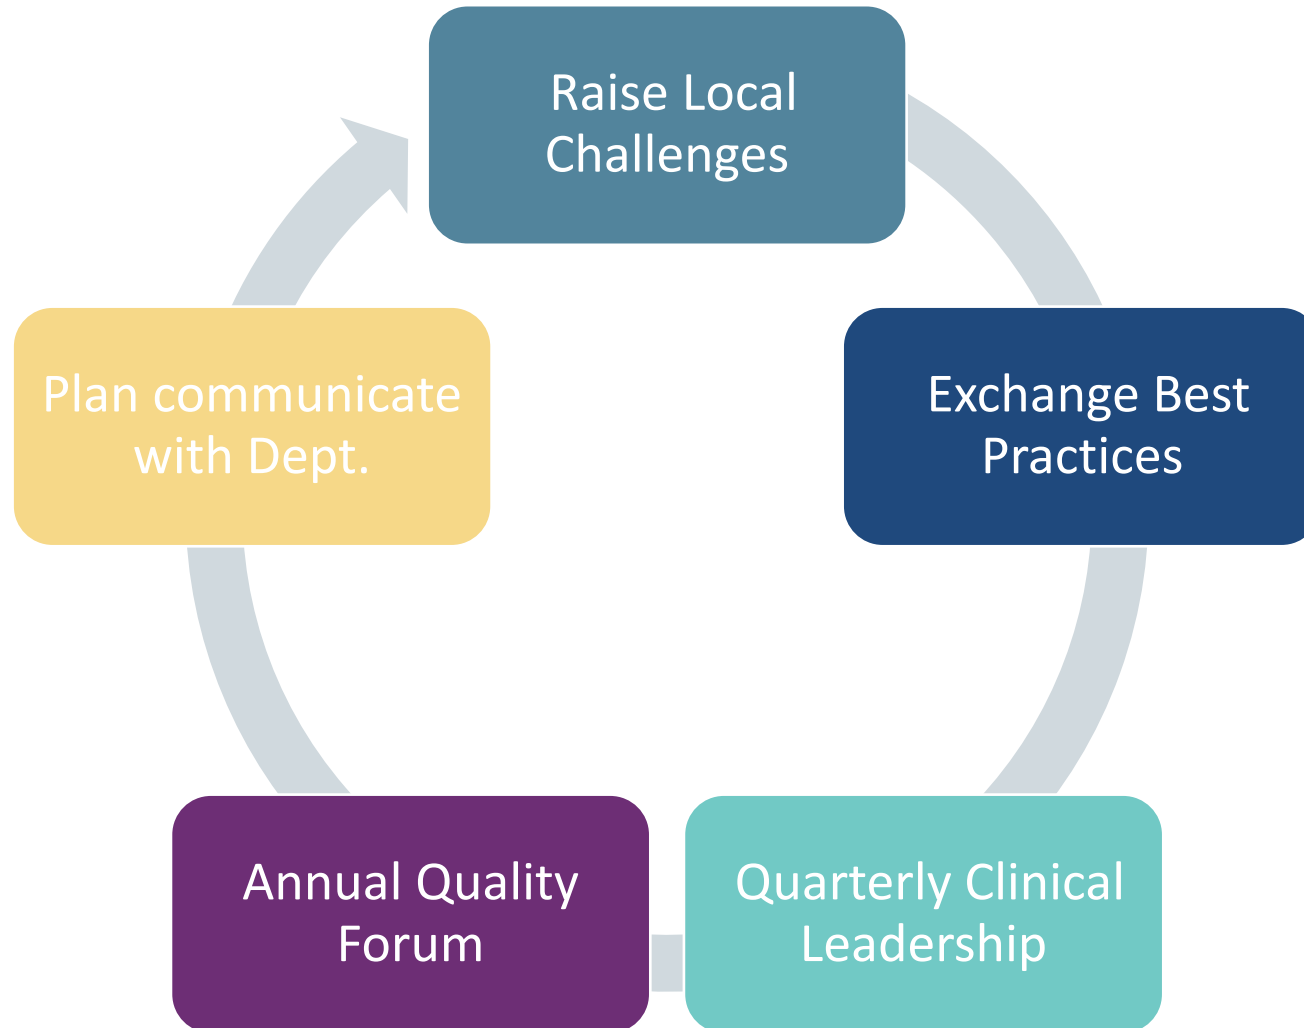 Raise Local
Challenges
Exchange Best
Practices
Quarterly Clinical
Leadership
Annual Quality
Forum
Plan communicate
with Dept.